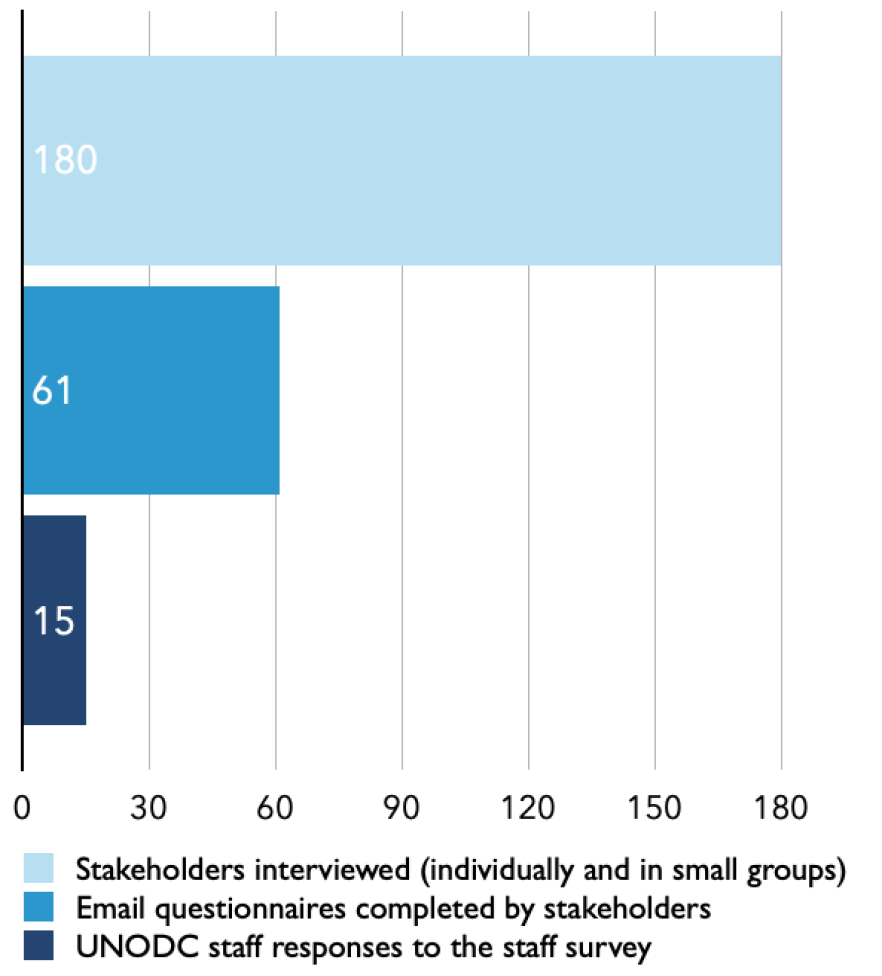 180
61
15
0 30 60 90 120 150 180
Stakeholders interviewed (individually and in small groups)
Email questionnaires completed by stakeholders
UNODC staff responses to the staff survey